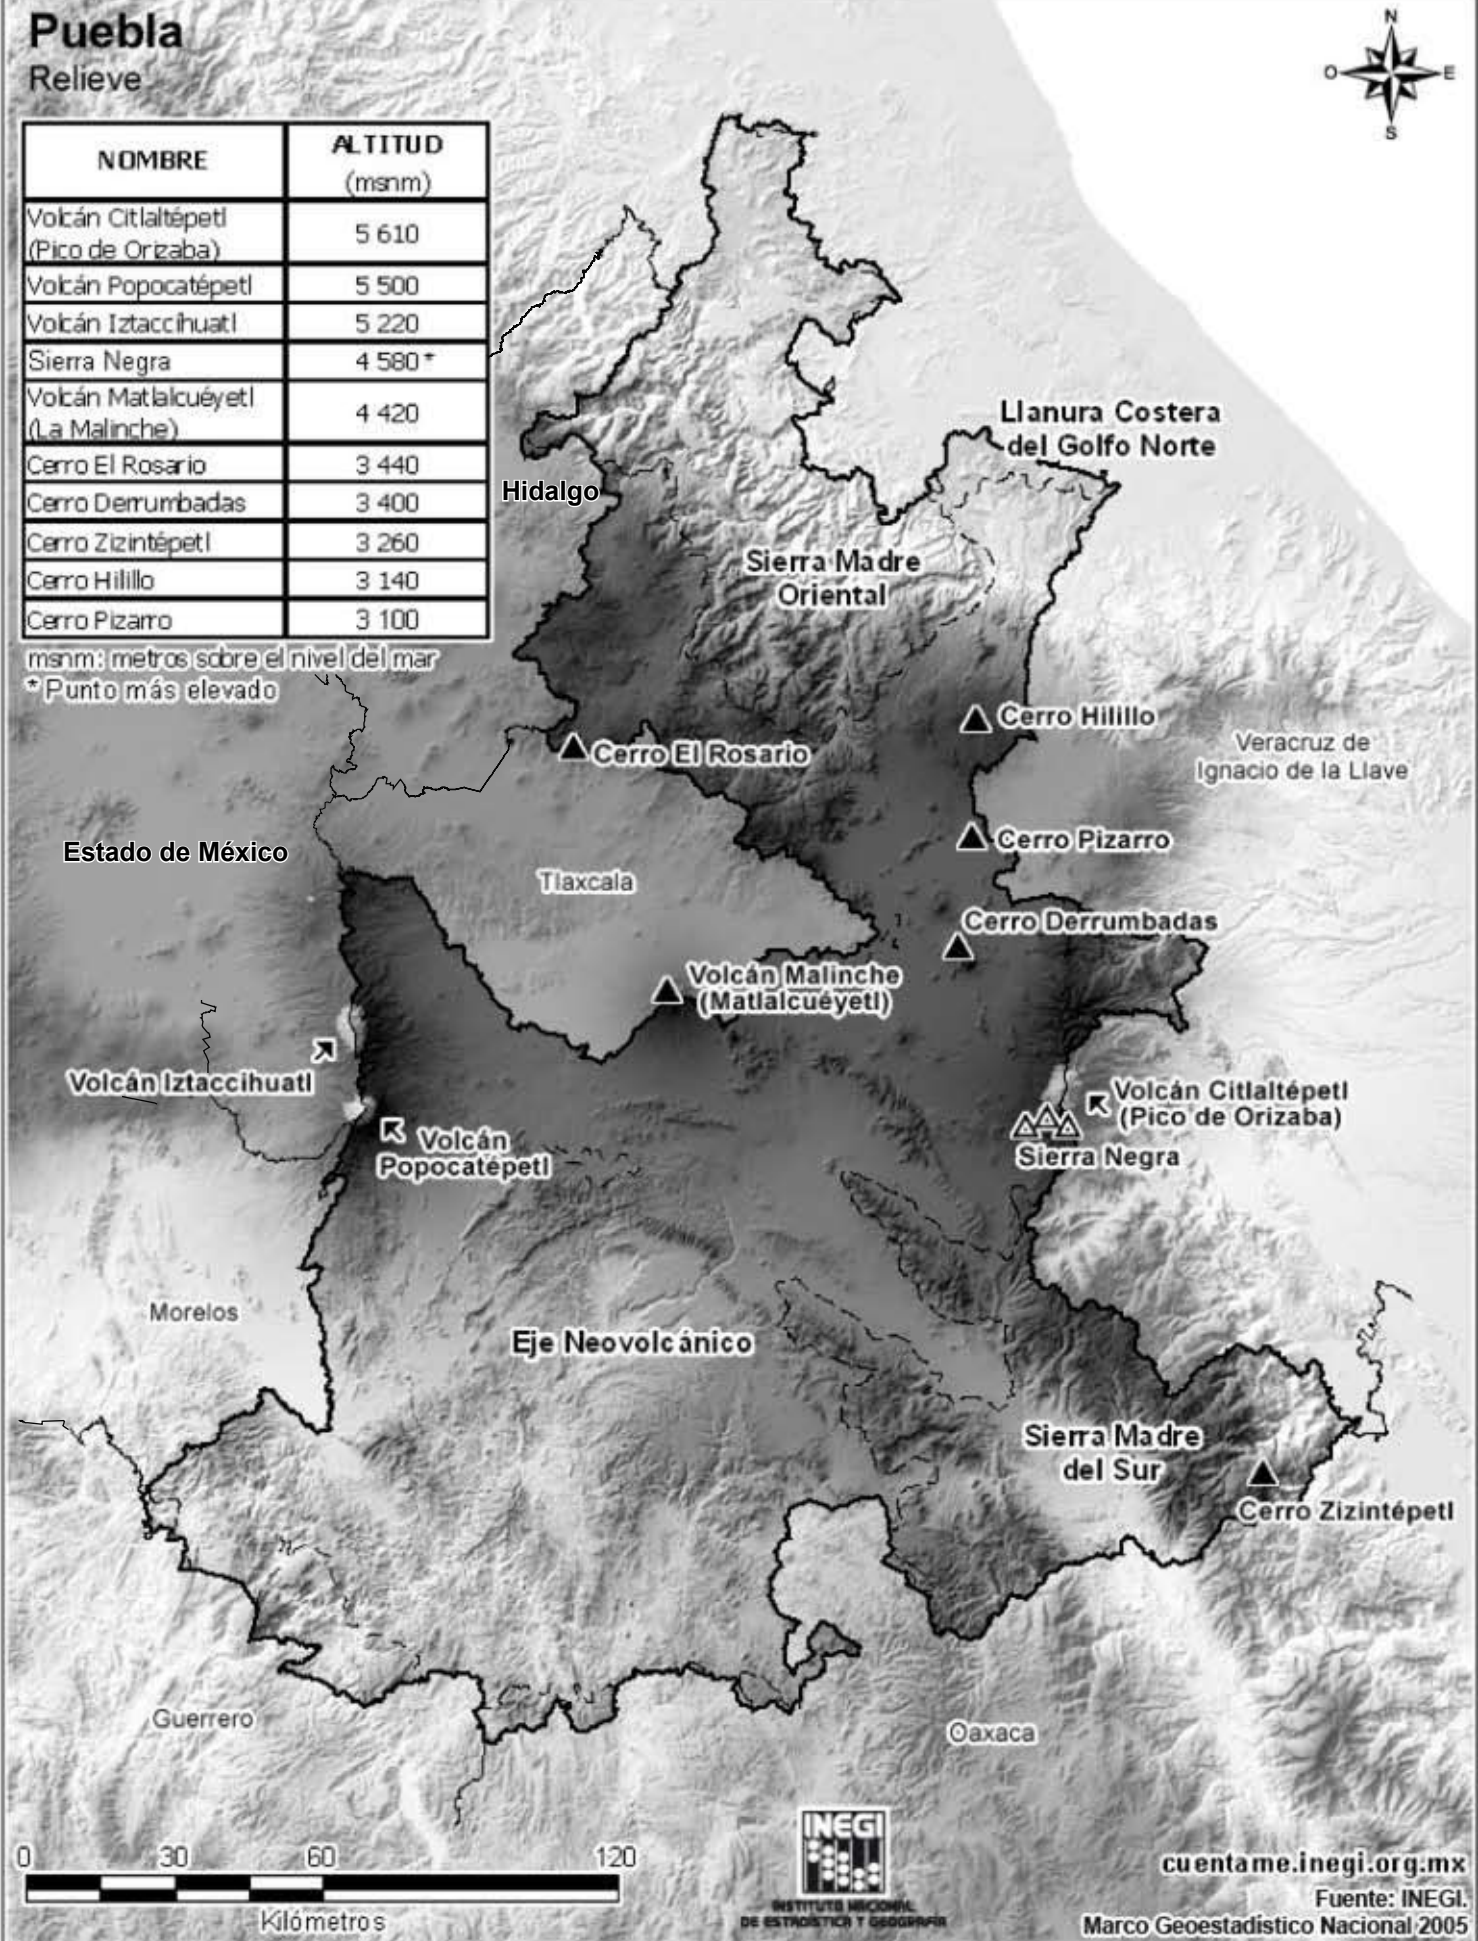 Puebla
Relieve
N
O
E
S
NOMBRE
ALTITUD
(msnm)
Volcán Citlaltépetl
(Pico de Orizaba)
5 610
Volcán Popocatépetl
5 500
Volcán Iztaccíhuatl
5 220
Sierra Negra
4 580*
Volcán Matlalcuéyetl
(La Malinche)
4 420
Cerro El Rosario
3 440
Cerro Derrumbadas
3 400
Cerro Zizintépetl
3 260
Cerro Hilillo
3 140
Cerro Pizarro
3 100
msnm: metros sobre el nivel del mar
* Punto más elevado
Llanura Costera
del Golfo Norte
Hidalgo
Sierra Madre
Oriental
Cerro Hilillo
Cerro El Rosario
Veracruz de
Ignacio de la Llave
Cerro Pizarro
Estado de México
Tlaxcala
Cerro Derrumbadas
Volcán Malinche
(Matlalcuéyetl)
Volcán Iztaccíhuatl
Volcán Citlaltépetl
(Pico de Orizaba)
Volcán
Popocatépetl
Sierra Negra
Morelos
Eje Neovolcánico
Sierra Madre
del Sur
Cerro Zizintépetl
Guerrero
Oaxaca
0 30 60 120
Kilómetros
INEGI
INSTITUTO NACIONAL
DE ESTADÍSTICA Y GEOGRAFÍA
cuentame.inegi.org.mx
Fuente: INEGI.
Marco Geoestadístico Nacional 2005